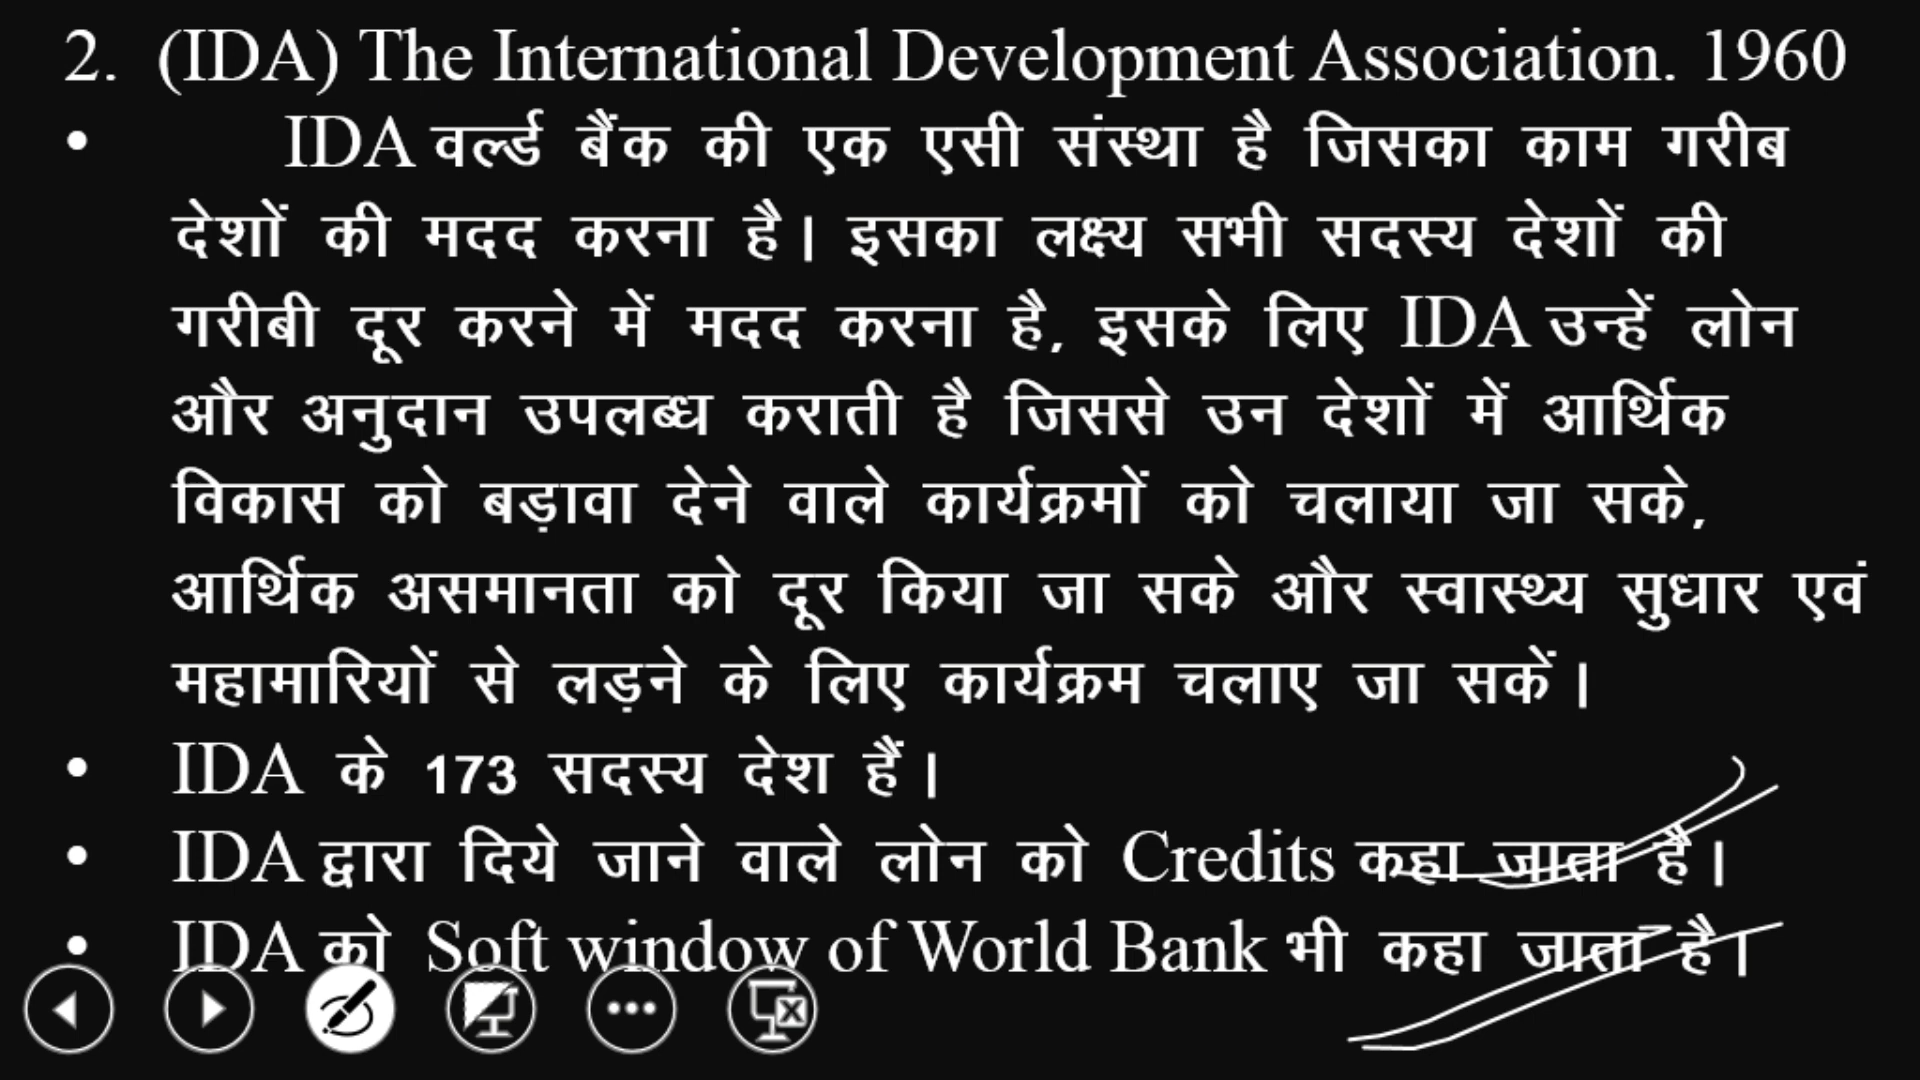 2. (IDA) The International Development Association. 1960
• IDA वर्ल्ड बैंक की एक एसी संस्था है जिसका काम गरीब
देशों की मदद करना है। इसका लक्ष्य सभी सदस्य देशों की
गरीबी दूर करने में मदद करना है, इसके लिए IDA उन्हें लोन
और अनुदान उपलब्ध कराती है जिससे उन देशों में आर्थिक
विकास को बड़ावा देने वाले कार्यक्रमों को चलाया जा सके,
आर्थिक असमानता को दूर किया जा सके और स्वास्थ्य सुधार एवं
महामारियों से लड़ने के लिए कार्यक्रम चलाए जा सकें।
• IDA के 173 सदस्य देश हैं।
• IDA द्वारा दिये जाने वाले लोन को Credits कहा जाता है।
• IDA को Soft window of World Bank भी कहा जाता है।